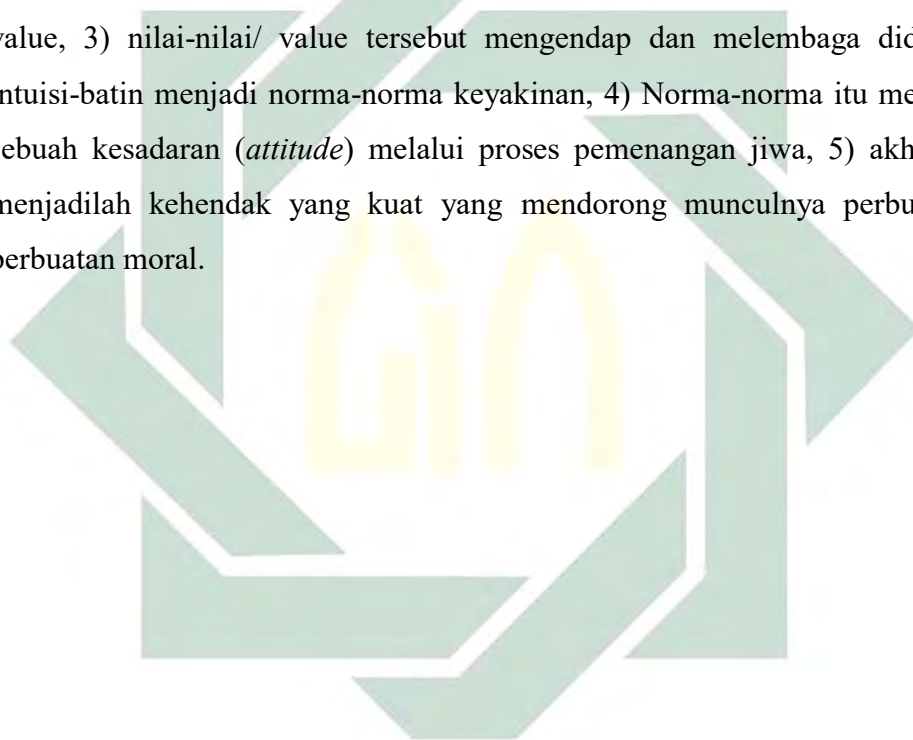 value, 3) nilai-nilai/ value tersebut mengendap dan melembaga did
ntuisi-batin menjadi norma-norma keyakinan, 4) Norma-norma itu me
sebuah kesadaran (attitude) melalui proses pemenangan jiwa, 5) akh
menjadilah kehendak yang kuat yang mendorong munculnya perbu
perbuatan moral.